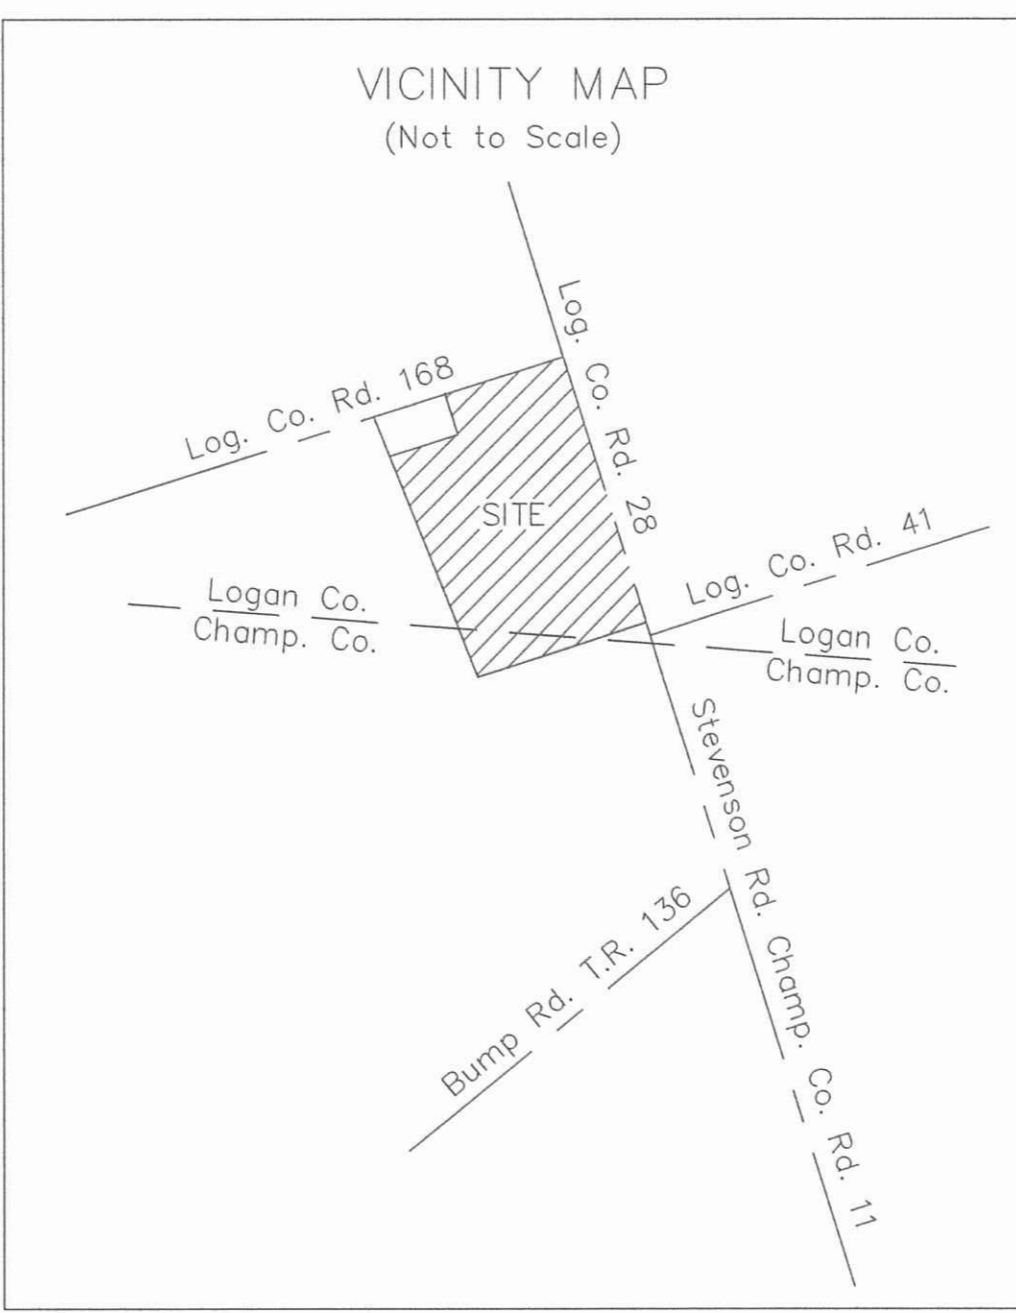 VICINITY MAP
(Not to Scale)
Log. Co. Rd. 28
Log. Co. Rd. 168
SITE
Log. Co. Rd. 41
Logan Co.
Champ. Co.
Logan Co.
Champ. Co.
Stevenson Rd. Champ. Co. Rd. 11
Bump Rd. T.R. 136